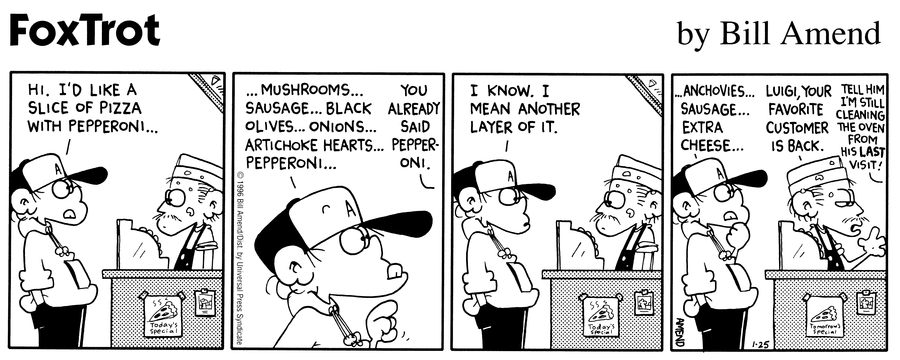 FoxTrot
by Bill Amend
HI. I'D LIKE A
SLICE OF PIZZA
WITH PEPPERONI...
A
Today's
Special
...MUSHROOMS...
SAUSAGE... BLACK
OLIVES... ONIONS...
ARTICHOKE HEARTS...
PEPPERONI...
YOU
ALREADY
SAID
PEPPER-
ONI.
A
© 1996 Bill Amend/Dist. by Universal Press Syndicate
I KNOW. I
MEAN ANOTHER
LAYER OF IT.
A
Today's
Special
...ANCHOVIES...
SAUSAGE...
EXTRA
CHEESE...
LUIGI, YOUR
FAVORITE
CUSTOMER
IS BACK.
TELL HIM
I'M STILL
CLEANING
THE OVEN
FROM
HIS LAST
VISIT!
A
Tomorrow's
Special
AMEND
1-25